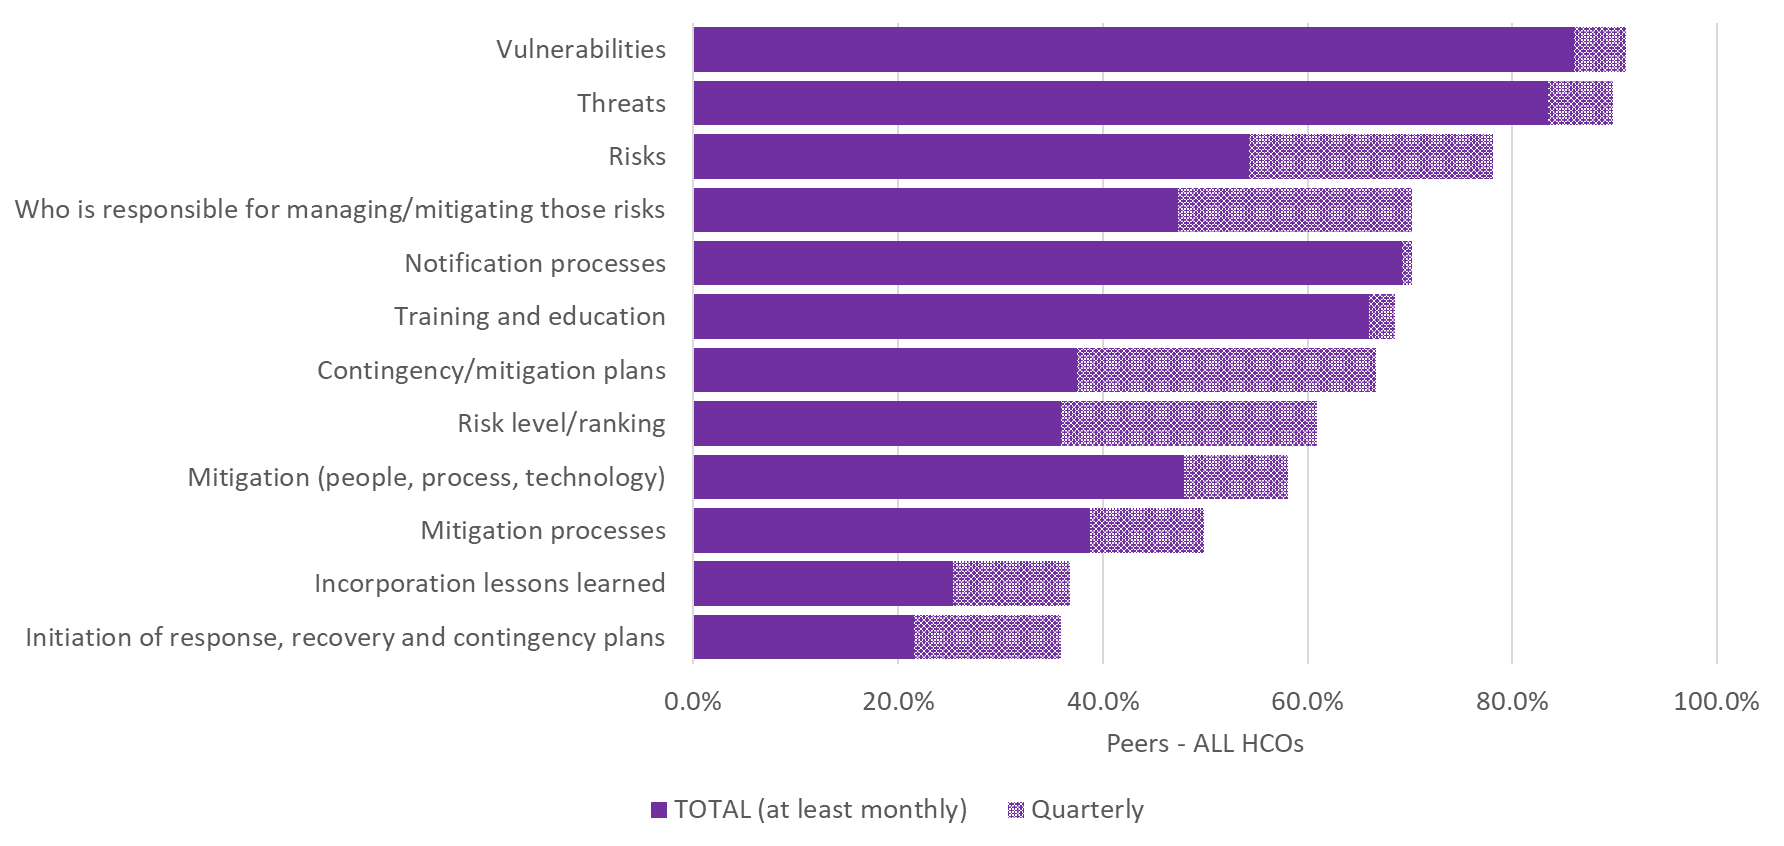 Vulnerabilities
Threats
Risks
Who is responsible for managing/mitigating those risks
Notification processes
Training and education
Contingency/mitigation plans
Risk level/ranking
Mitigation (people, process, technology)
Mitigation processes
Incorporation lessons learned
Initiation of response, recovery and contingency plans
0.0% 20.0% 40.0% 60.0% 80.0% 100.0%
Peers - ALL HCOs
TOTAL (at least monthly) Quarterly